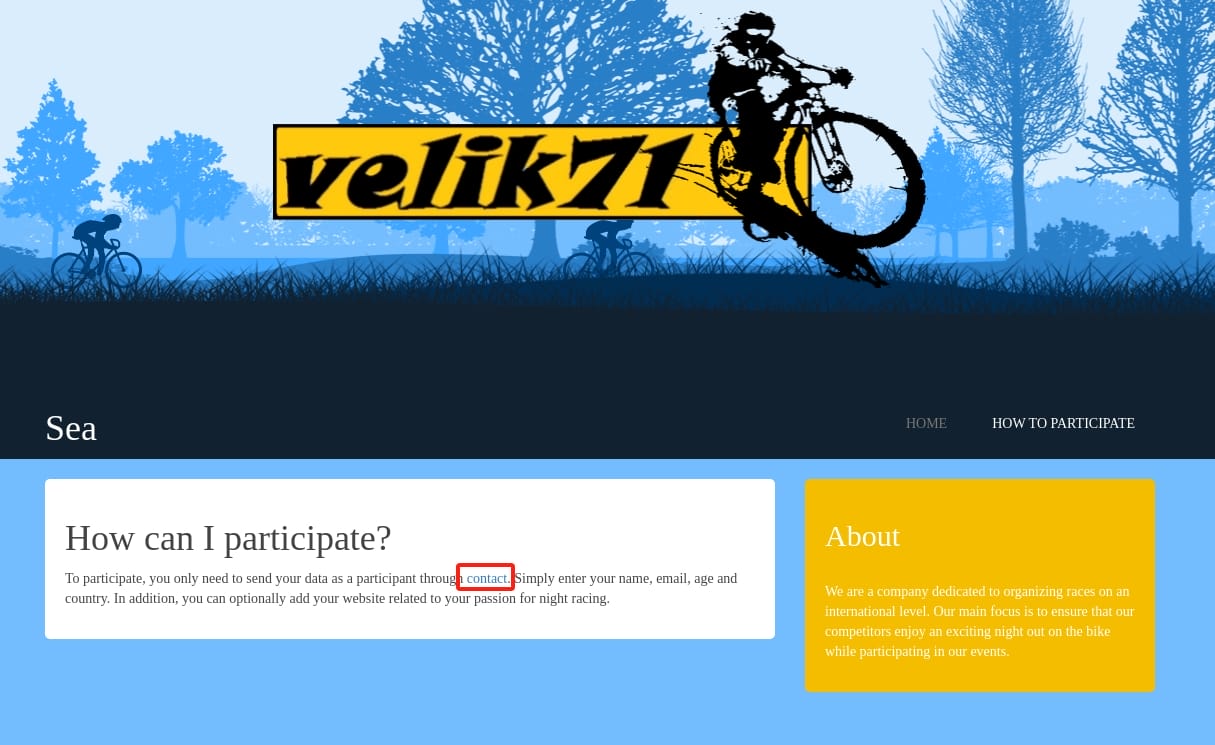 velik71
Sea
HOME
HOW TO PARTICIPATE
How can I participate?
To participate, you only need to send your data as a participant through contact. Simply enter your name, email, age and
country. In addition, you can optionally add your website related to your passion for night racing.
About
We are a company dedicated to organizing races on an
international level. Our main focus is to ensure that our
competitors enjoy an exciting night out on the bike
while participating in our events.